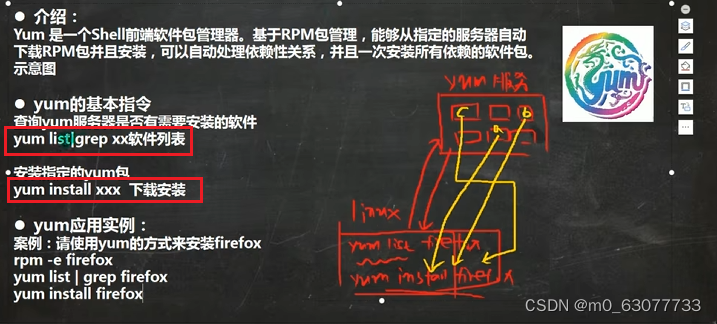 ● 介绍：
Yum 是一个Shell前端软件包管理器。基于RPM包管理，能够从指定的服务器自动
下载RPM包并且安装，可以自动处理依赖性关系，并且一次安装所有依赖的软件包。
示意图
● yum的基本指令
查询yum服务器是否有需要安装的软件
yum list|grep xx软件列表
安装指定的yum包
yum install xxx 下载安装
● yum应用实例：
案例：请使用yum的方式来安装firefox
rpm -e firefox
yum list | grep firefox
yum install firefox
yum
yum 服务
c
b
a
linux
yum list firefox
yum install firefox
CSDN @m0_63077733